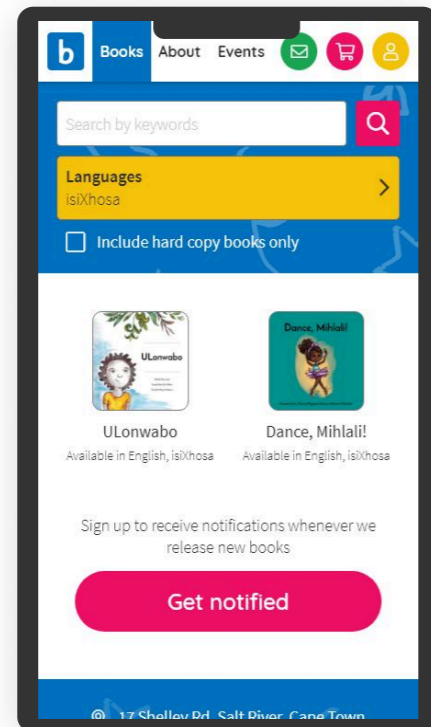 b Books About Events
Search by keywords
Languages
isiXhosa
Include hard copy books only
ULonwabo
Dance, Mihlali!
ULonwabo
Dance, Mihlali!
Available in English, isiXhosa
Available in English, isiXhosa
Sign up to receive notifications whenever we
release new books
Get notified
17 Shelley Rd, Salt River, Cape Town